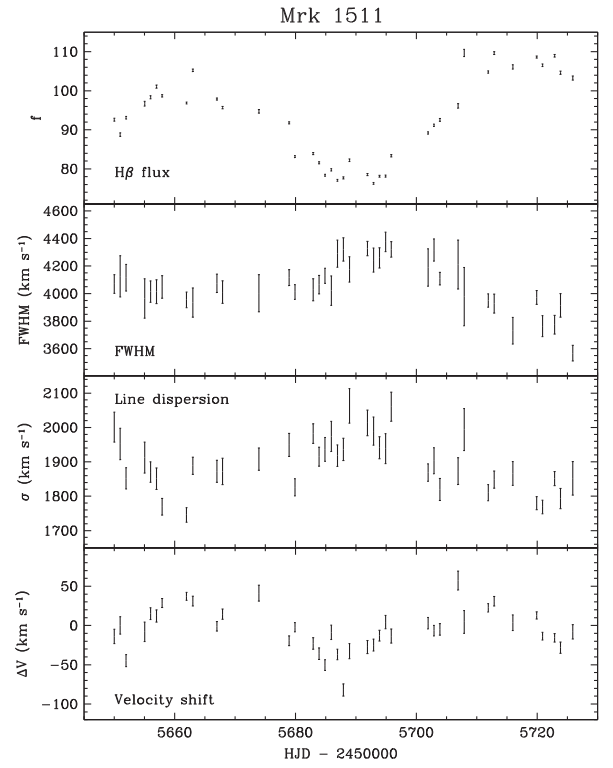 Mrk 1511
110
100
90
80
f
Hβ flux
4600
4400
4200
4000
3800
3600
FWHM (km s⁻¹)
FWHM
2100
2000
1900
1800
1700
σ (km s⁻¹)
Line dispersion
50
0
−50
−100
ΔV (km s⁻¹)
Velocity shift
5660 5680 5700 5720
HJD − 2450000